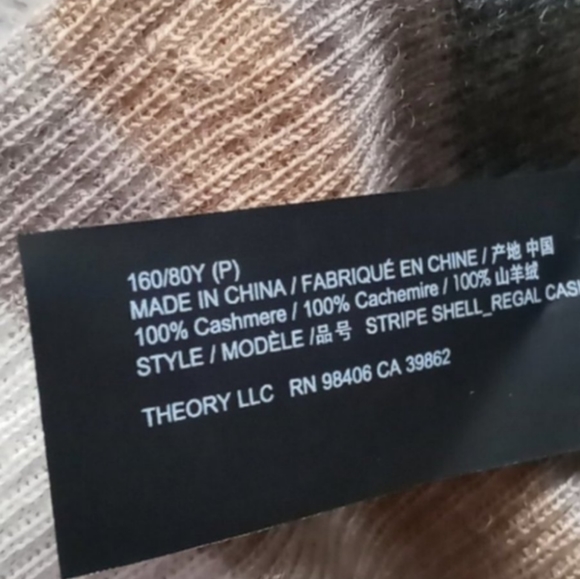 160/80Y (P)
MADE IN CHINA / FABRIQUÉ EN CHINE / 产地 中国
100% Cashmere / 100% Cachemire / 100% 山羊绒
STYLE / MODÈLE /品号 STRIPE SHELL_REGAL
THEORY LLC RN 98406 CA 39862